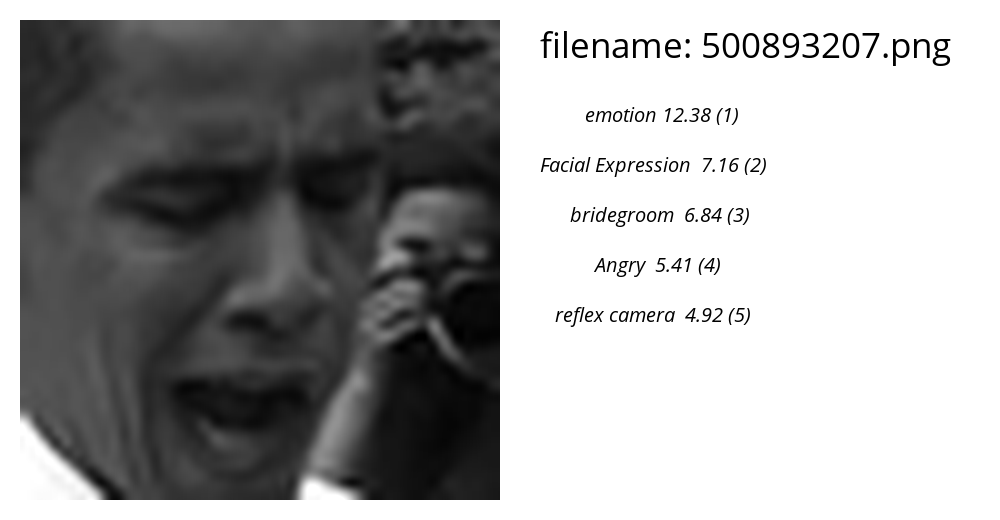 filename: 500893207.png
emotion 12.38 (1)
Facial Expression 7.16 (2)
bridegroom 6.84 (3)
Angry 5.41 (4)
reflex camera 4.92 (5)